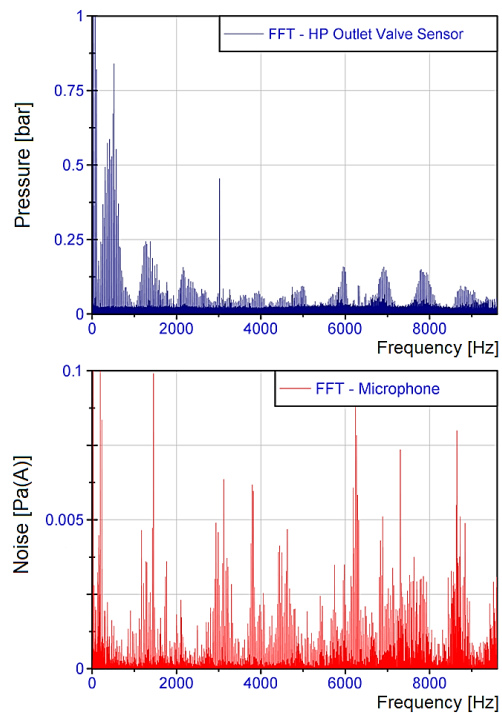 1
FFT - HP Outlet Valve Sensor
0.75
Pressure [bar]
0.5
0.25
0
0 2000 4000 6000 8000
Frequency [Hz]
0.1
FFT - Microphone
Noise [Pa(A)]
0.005
0
0 2000 4000 6000 8000
Frequency [Hz]